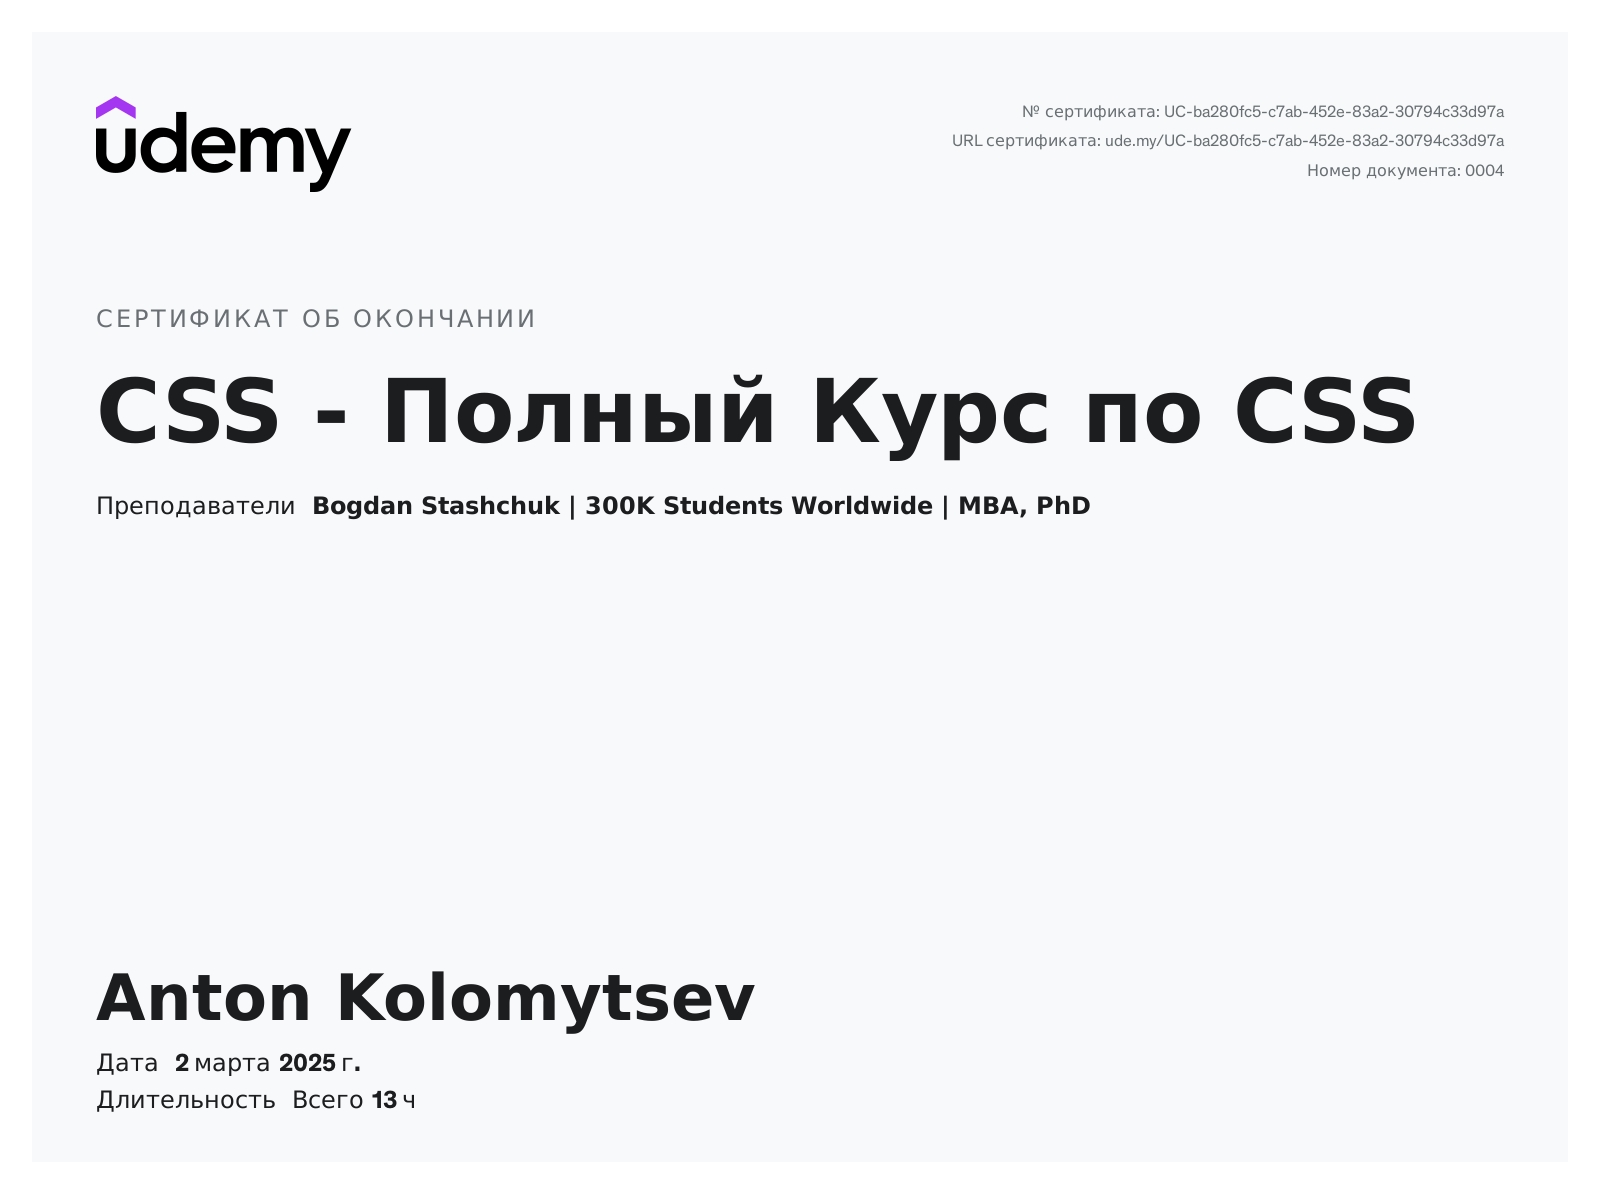 udemy
№ сертификата: UC-ba280fc5-c7ab-452e-83a2-30794c33d97a
URL сертификата: ude.my/UC-ba280fc5-c7ab-452e-83a2-30794c33d97a
Номер документа: 0004
СЕРТИФИКАТ ОБ ОКОНЧАНИИ
CSS - Полный Курс по CSS
Преподаватели Bogdan Stashchuk | 300K Students Worldwide | MBA, PhD
Anton Kolomytsev
Дата 2 марта 2025 г.
Длительность Всего 13 ч